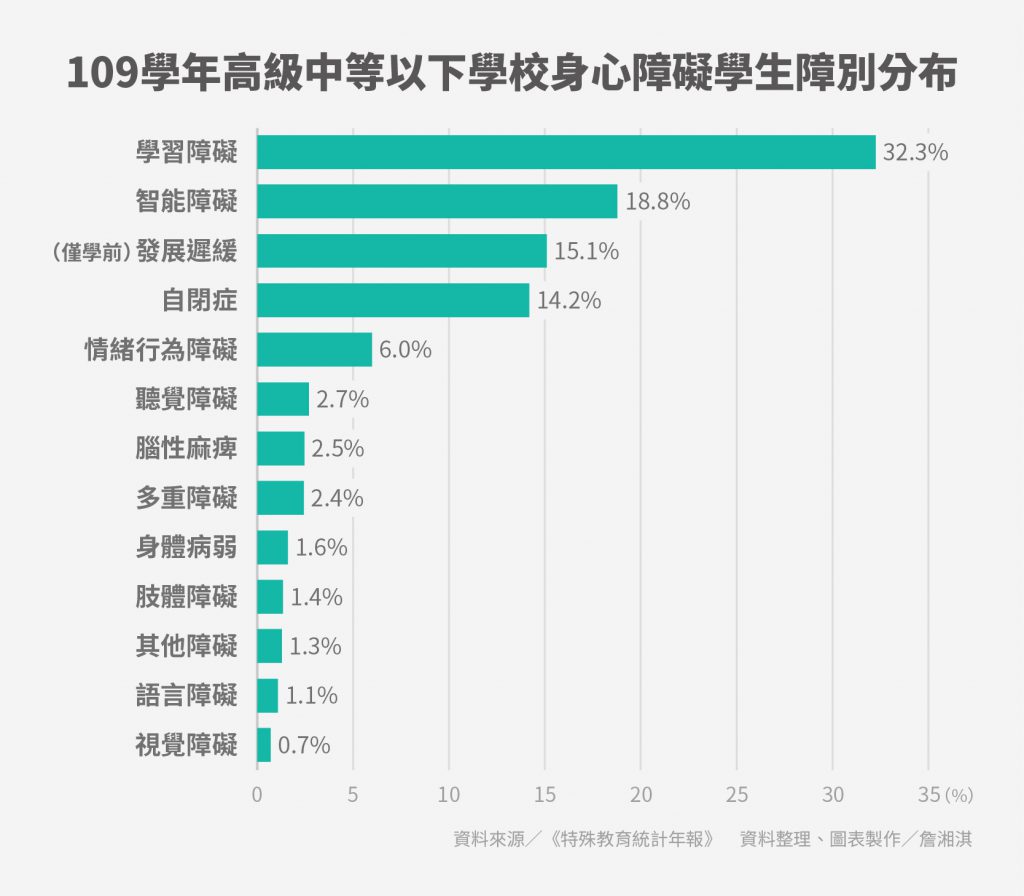 109學年高級中等以下學校身心障礙學生障別分布
學習障礙 32.3%
智能障礙 18.8%
（僅學前）發展遲緩 15.1%
自閉症 14.2%
情緒行為障礙 6.0%
聽覺障礙 2.7%
腦性麻痺 2.5%
多重障礙 2.4%
身體病弱 1.6%
肢體障礙 1.4%
其他障礙 1.3%
語言障礙 1.1%
視覺障礙 0.7%
0 5 10 15 20 25 30 35（%）
資料來源／《特殊教育統計年報》 資料整理、圖表製作／詹湘淇